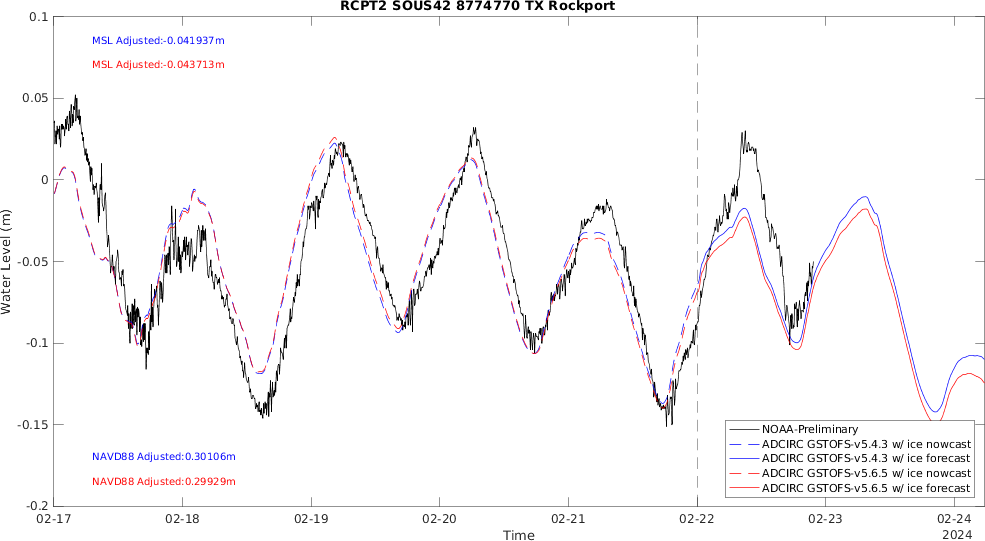 RCPT2 SOUS42 8774770 TX Rockport
0.1
MSL Adjusted:-0.041937m
MSL Adjusted:-0.043713m
0.05
0
-0.05
-0.1
-0.15
-0.2
Water Level (m)
NAVD88 Adjusted:0.30106m
NAVD88 Adjusted:0.29929m
NOAA-Preliminary
ADCIRC GSTOFS-v5.4.3 w/ ice nowcast
ADCIRC GSTOFS-v5.4.3 w/ ice forecast
ADCIRC GSTOFS-v5.6.5 w/ ice nowcast
ADCIRC GSTOFS-v5.6.5 w/ ice forecast
02-17 02-18 02-19 02-20 02-21 02-22 02-23 02-24
Time
2024